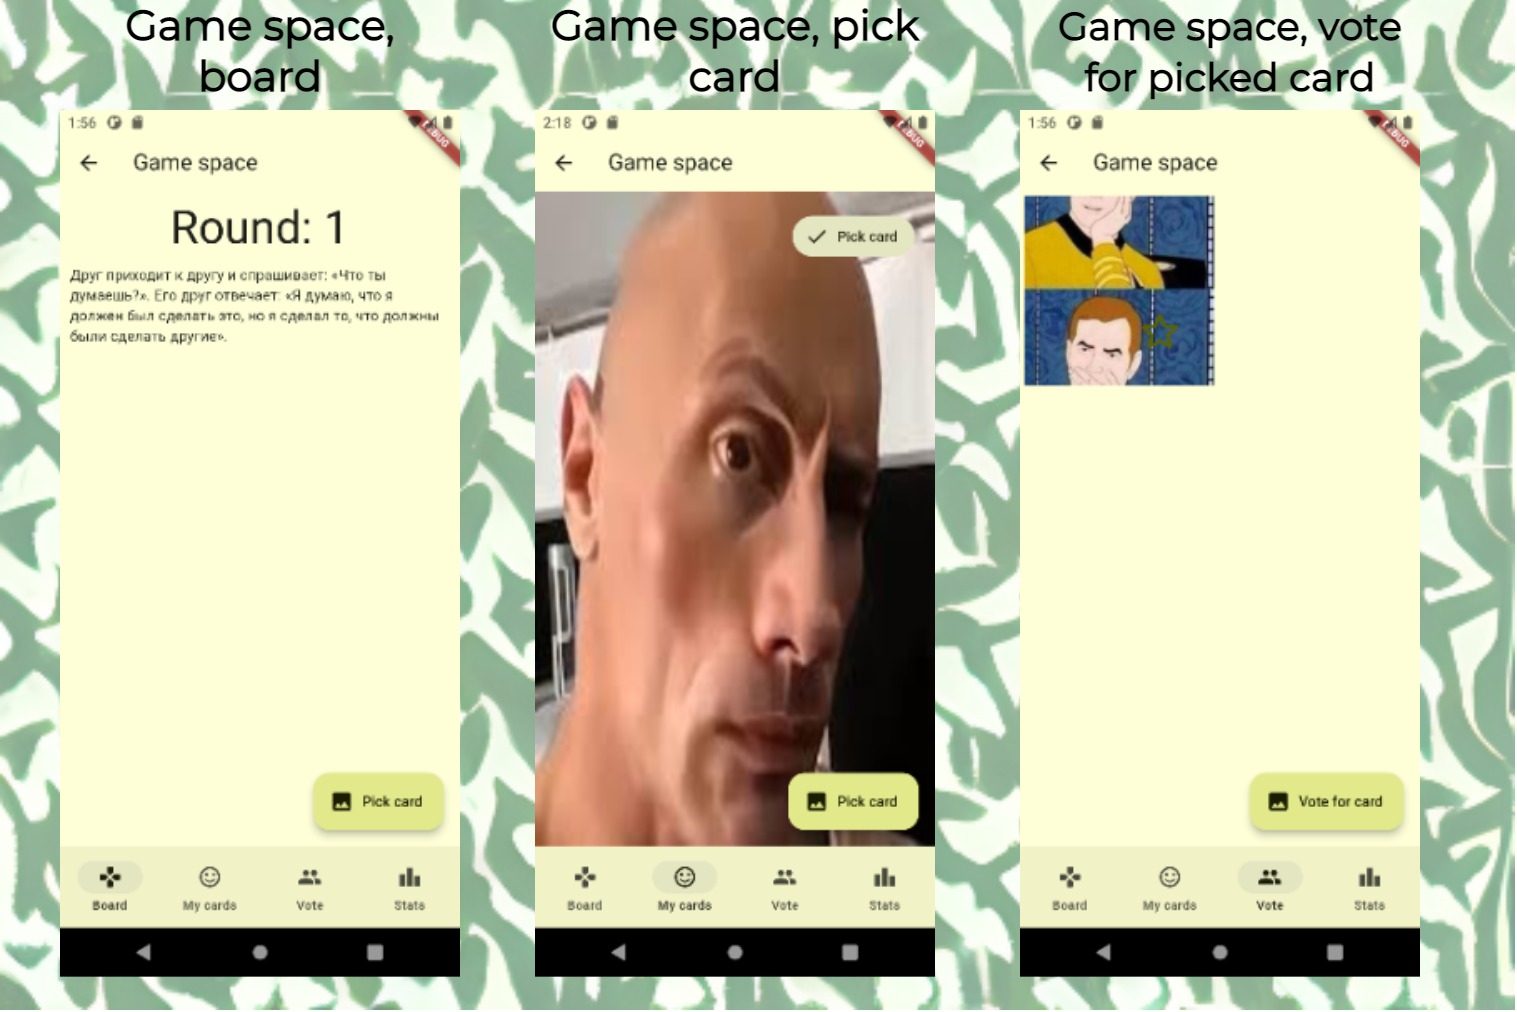 Game space,
board
1:56
DEBUG
Game space
Round: 1
Друг приходит к другу и спрашивает: «Что ты
думаешь?». Его друг отвечает: «Я думаю, что я
должен был сделать это, но я сделал то, что должны
были сделать другие».
Pick card
Board
My cards
Vote
Stats
Game space, pick
card
2:18
DEBUG
Game space
Pick card
Pick card
Board
My cards
Vote
Stats
Game space, vote
for picked card
1:56
DEBUG
Game space
Vote for card
Board
My cards
Vote
Stats